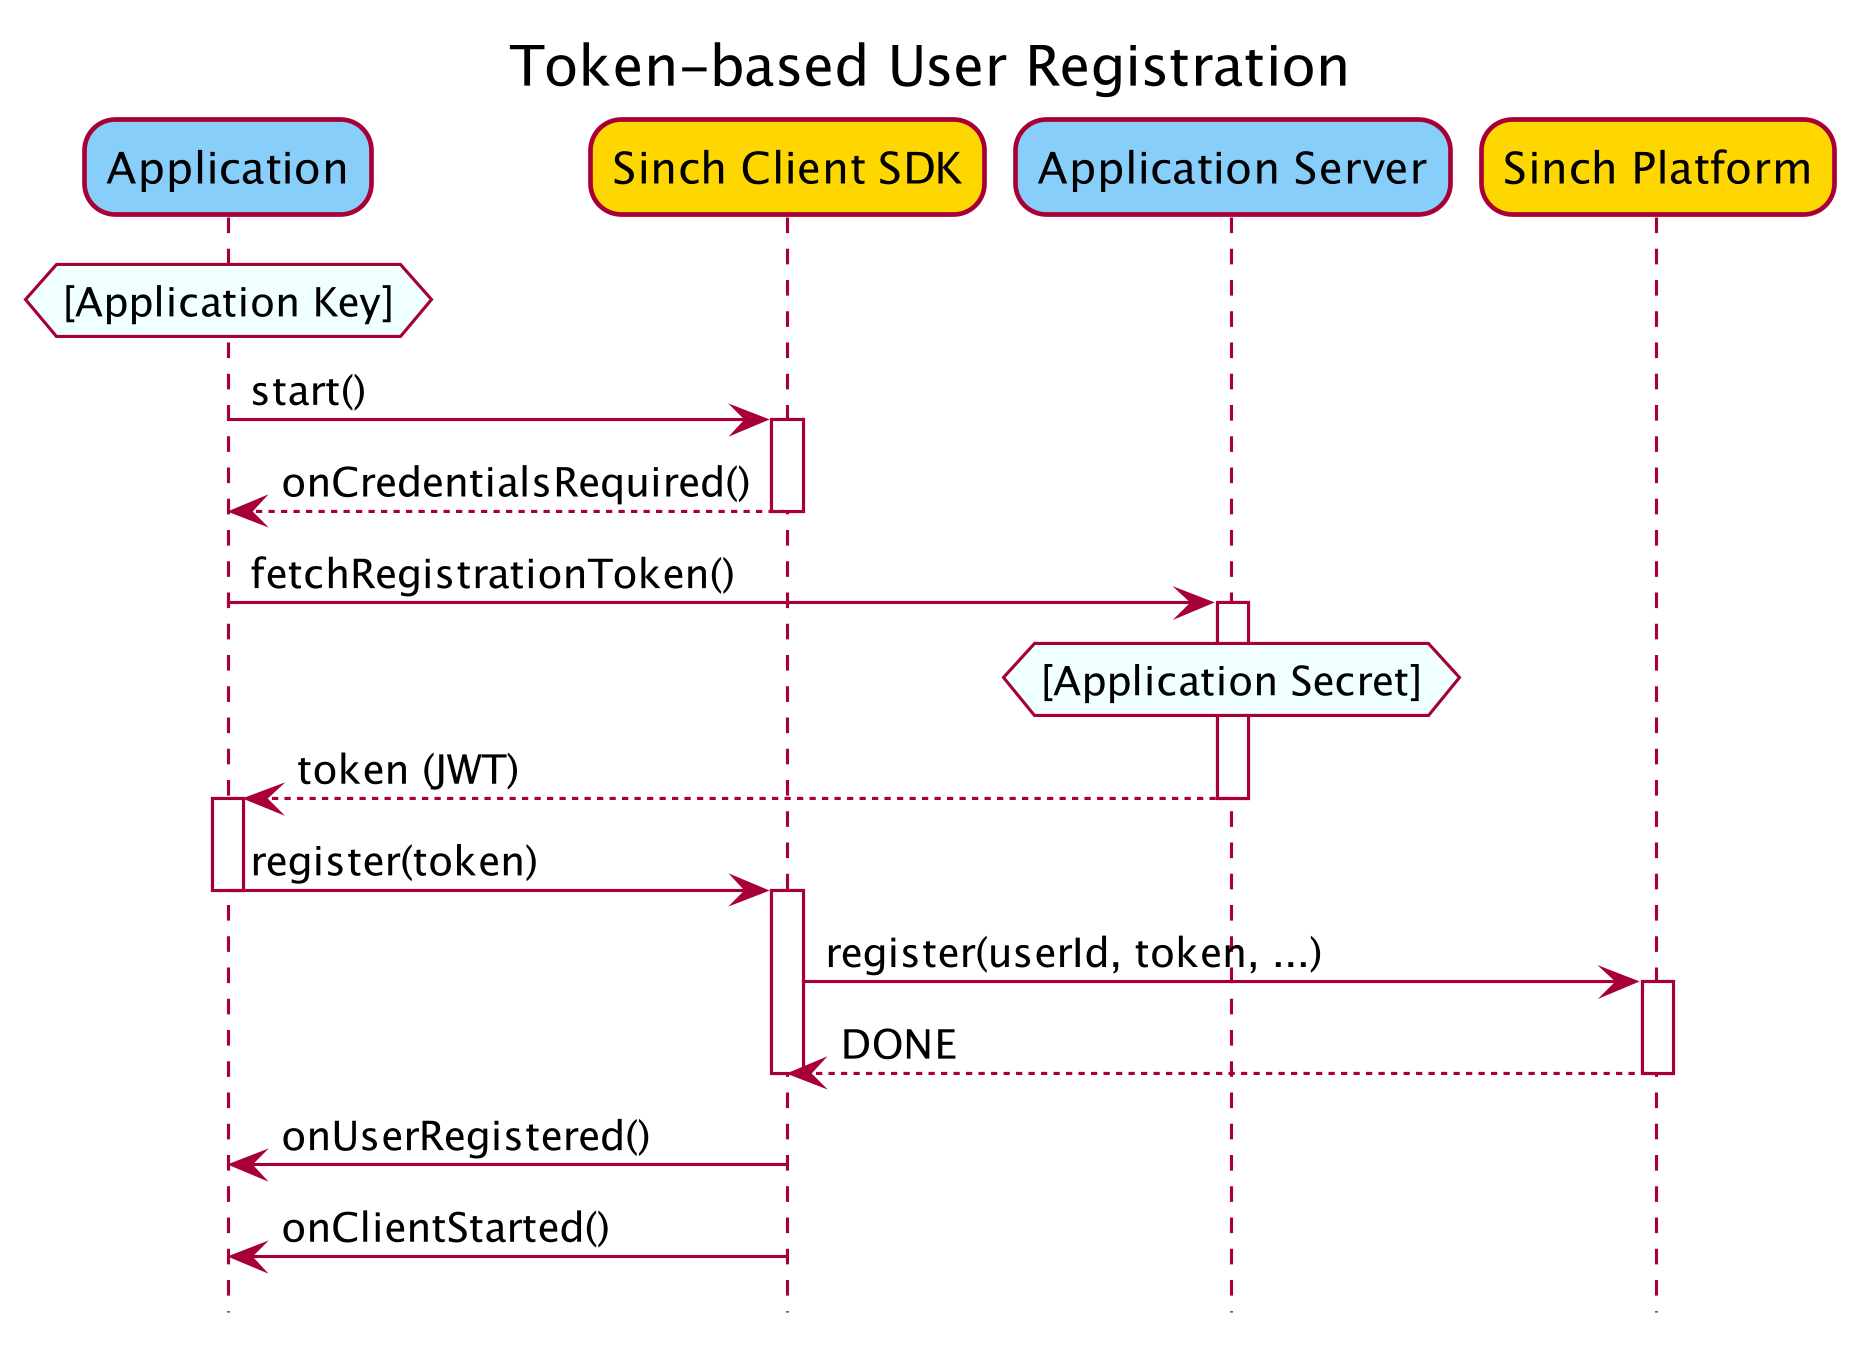 Token-based User Registration
Application
Sinch Client SDK
Application Server
Sinch Platform
[Application Key]
start()
onCredentialsRequired()
fetchRegistrationToken()
[Application Secret]
token (JWT)
register(token)
register(userId, token, ...)
DONE
onUserRegistered()
onClientStarted()